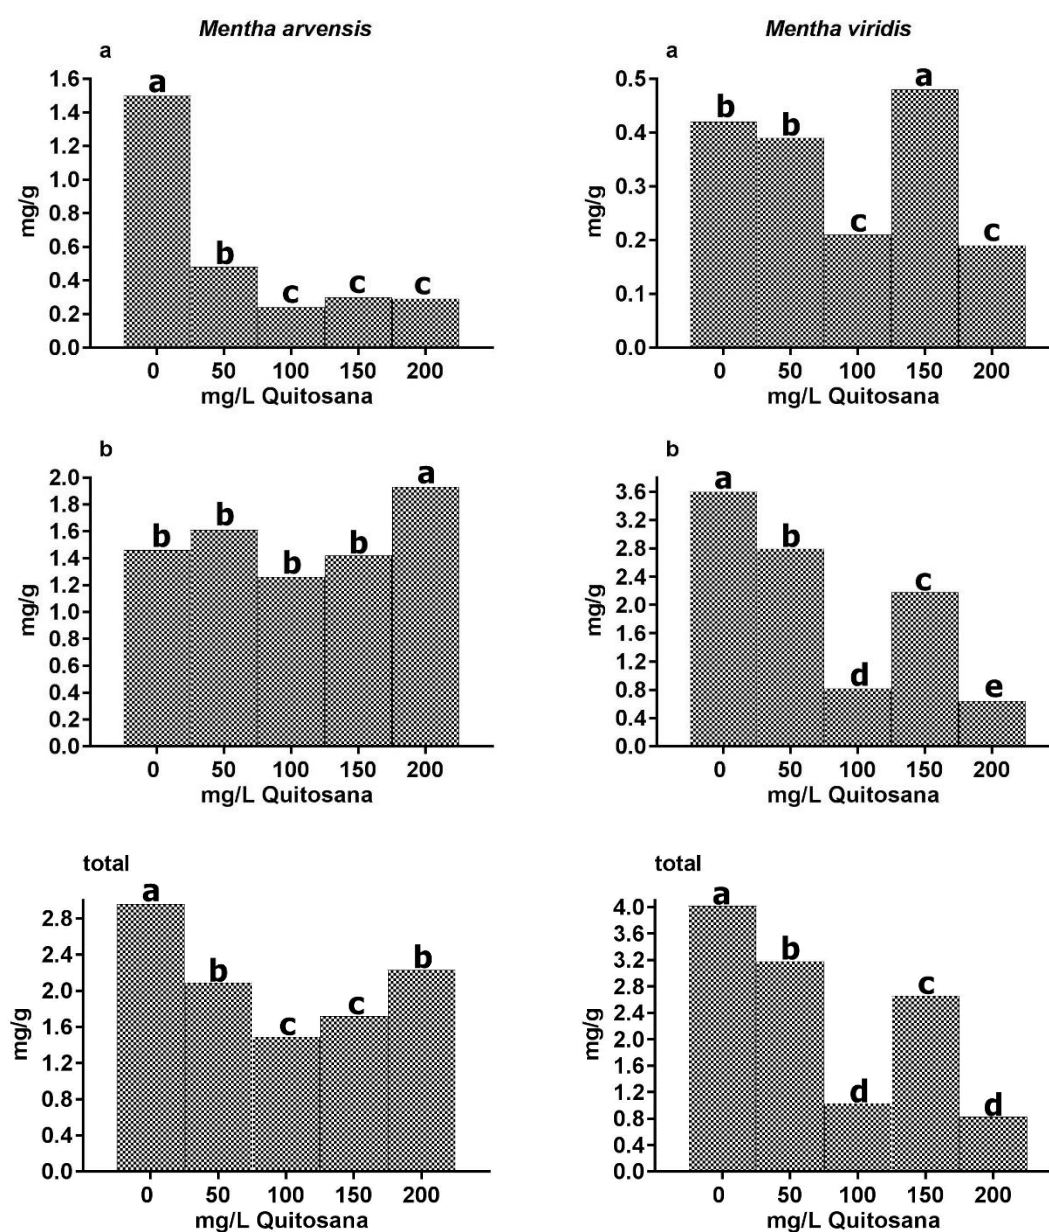 Mentha arvensis
a
1.6
1.4
1.2
1.0
0.8
0.6
0.4
0.2
0.0
mg/g
a
b
c
c
c
0 50 100 150 200
mg/L Quitosana
Mentha viridis
a
0.5
0.4
0.3
0.2
0.1
0.0
mg/g
b
b
c
a
c
0 50 100 150 200
mg/L Quitosana
b
2.0
1.8
1.6
1.4
1.2
1.0
0.8
0.6
0.4
0.2
0.0
mg/g
b
b
b
b
a
0 50 100 150 200
mg/L Quitosana
b
3.6
3.2
2.8
2.4
2.0
1.6
1.2
0.8
0.4
0.0
mg/g
a
b
d
c
e
0 50 100 150 200
mg/L Quitosana
total
2.8
2.4
2.0
1.6
1.2
0.8
0.4
0.0
mg/g
a
b
c
c
b
0 50 100 150 200
mg/L Quitosana
total
4.0
3.6
3.2
2.8
2.4
2.0
1.6
1.2
0.8
0.4
0.0
mg/g
a
b
d
c
d
0 50 100 150 200
mg/L Quitosana